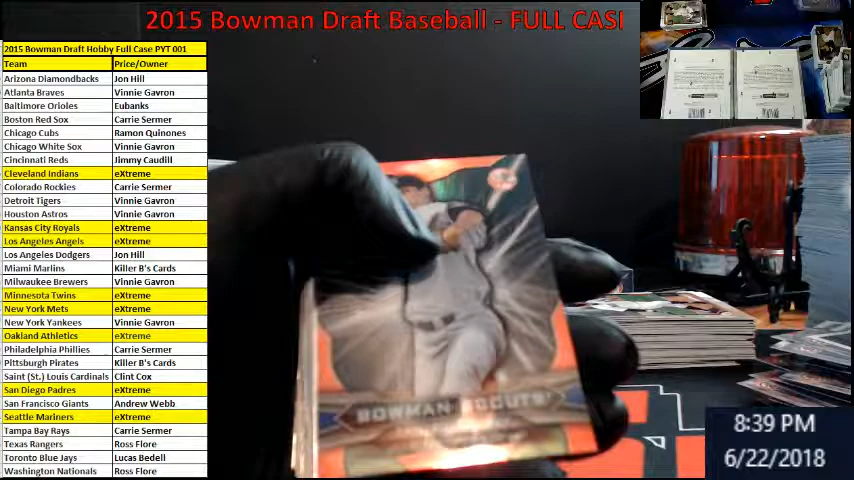 2015 Bowman Draft Baseball - FULL CASI
2015 Bowman Draft Hobby Full Case PYT 001
Team Price/Owner
Arizona Diamondbacks Jon Hill
Atlanta Braves Vinnie Gavron
Baltimore Orioles Eubanks
Boston Red Sox Carrie Sermer
Chicago Cubs Ramon Quinones
Chicago White Sox Vinnie Gavron
Cincinnati Reds Jimmy Caudill
Cleveland Indians eXtreme
Colorado Rockies Carrie Sermer
Detroit Tigers Vinnie Gavron
Houston Astros Vinnie Gavron
Kansas City Royals eXtreme
Los Angeles Angels eXtreme
Los Angeles Dodgers Jon Hill
Miami Marlins Killer B's Cards
Milwaukee Brewers Vinnie Gavron
Minnesota Twins eXtreme
New York Mets eXtreme
New York Yankees Vinnie Gavron
Oakland Athletics eXtreme
Philadelphia Phillies Carrie Sermer
Pittsburgh Pirates Killer B's Cards
Saint (St.) Louis Cardinals Clint Cox
San Diego Padres eXtreme
San Francisco Giants Andrew Webb
Seattle Mariners eXtreme
Tampa Bay Rays Carrie Sermer
Texas Rangers Ross Flore
Toronto Blue Jays Lucas Bedell
Washington Nationals Ross Flore
BOWMAN SCOUTS'
8:39 PM
6/22/2018